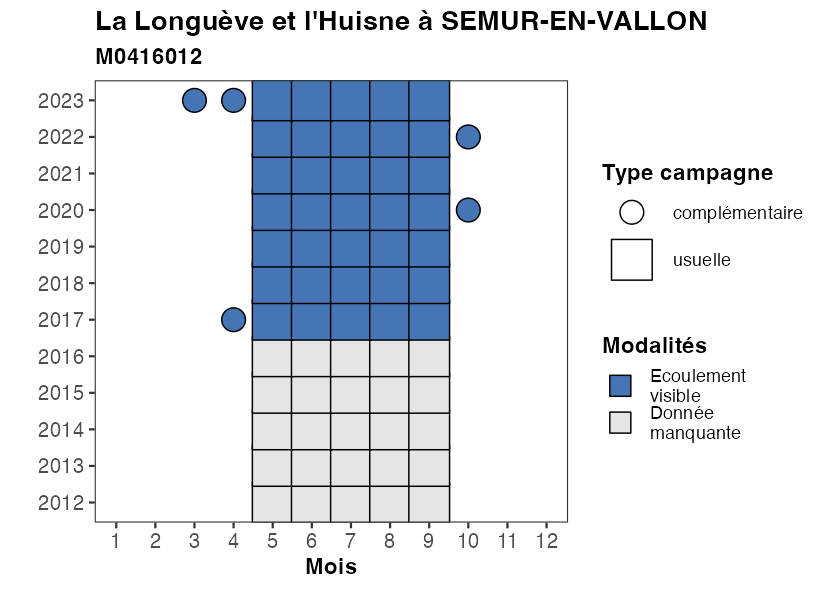 La Longuève et l'Huisne à SEMUR-EN-VALLON
M0416012
2023
2022
2021
2020
2019
2018
2017
2016
2015
2014
2013
2012
1 2 3 4 5 6 7 8 9 10 11 12
Mois
Type campagne
complémentaire
usuelle
Modalités
Ecoulement
visible
Donnée
manquante